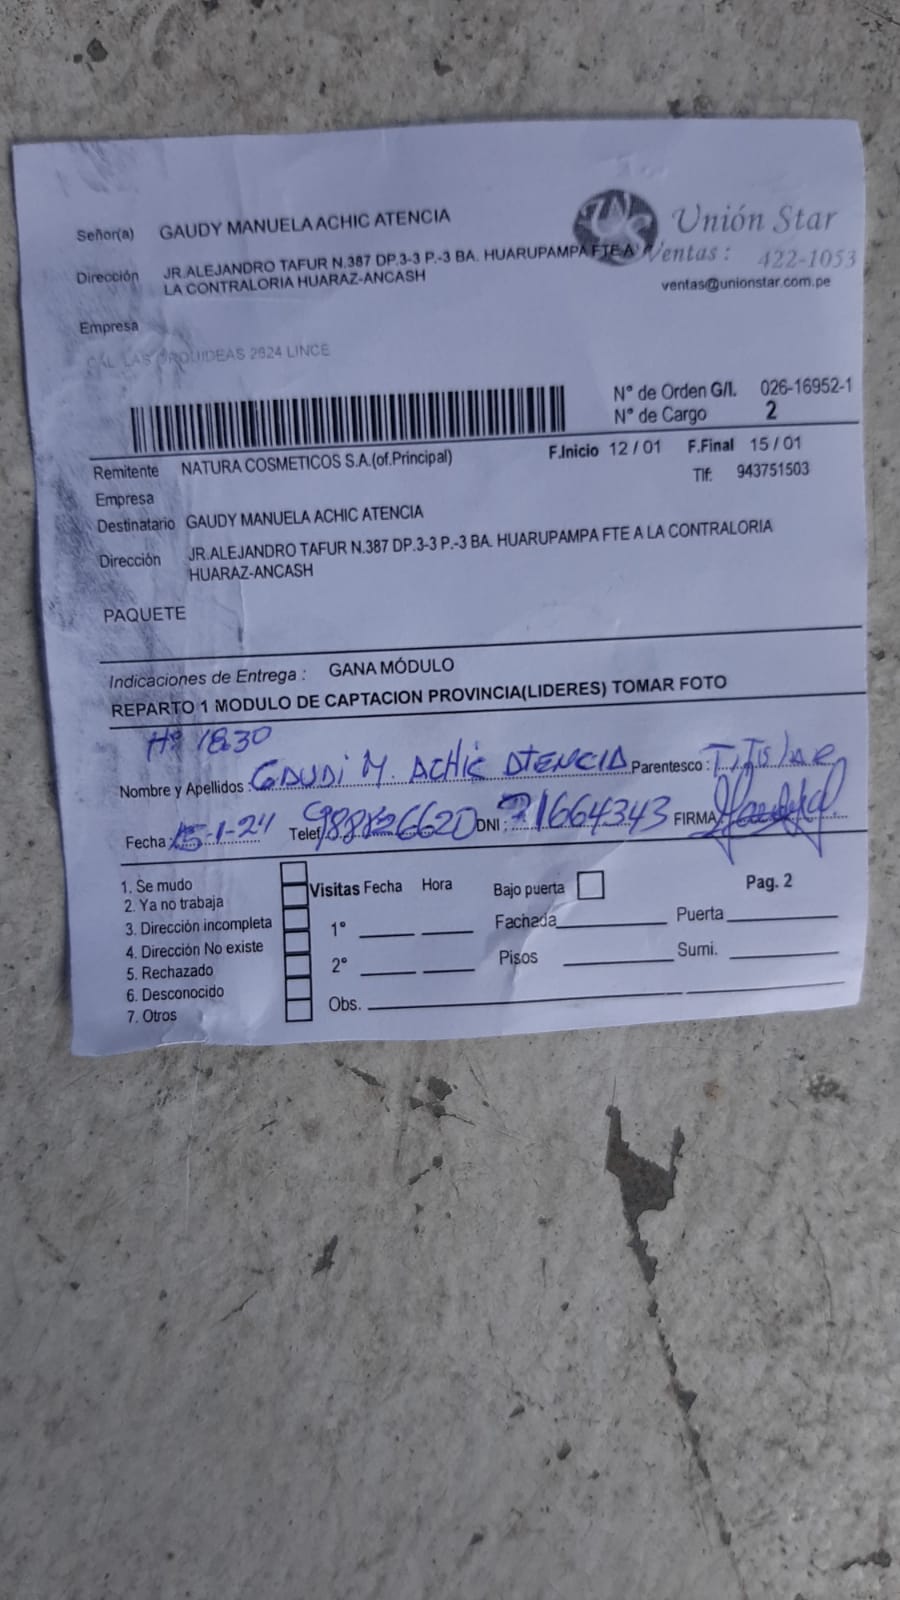 Señor(a) GAUDY MANUELA ACHIC ATENCIA
Unión Star
Dirección JR.ALEJANDRO TAFUR N.387 DP.3-3 P.-3 BA. HUARUPAMPA FTE A
LA CONTRALORIA HUARAZ-ANCASH
Ventas : 422-1053
ventas@unionstar.com.pe
Empresa
CAL LAS ORQUIDEAS 2624 LINCE
N° de Orden G/I. 026-16952-1
N° de Cargo 2
Remitente NATURA COSMETICOS S.A.(of.Principal) F.Inicio 12 / 01 F.Final 15 / 01
Empresa Tlf: 943751503
Destinatario GAUDY MANUELA ACHIC ATENCIA
Dirección JR.ALEJANDRO TAFUR N.387 DP.3-3 P.-3 BA. HUARUPAMPA FTE A LA CONTRALORIA
HUARAZ-ANCASH
PAQUETE
Indicaciones de Entrega : GANA MÓDULO
REPARTO 1 MODULO DE CAPTACION PROVINCIA(LIDERES) TOMAR FOTO
18:30
Nombre y Apellidos : GAUDI M. ACHIC ATENCIA Parentesco : Titular
Fecha 15-1-24 Telef DNI : 71664343 FIRMA
1. Se mudo
2. Ya no trabaja
3. Dirección incompleta
4. Dirección No existe
5. Rechazado
6. Desconocido
7. Otros
Visitas Fecha Hora
1°
2°
Obs.
Bajo puerta Pag. 2
Fachada Puerta
Pisos Sumi.